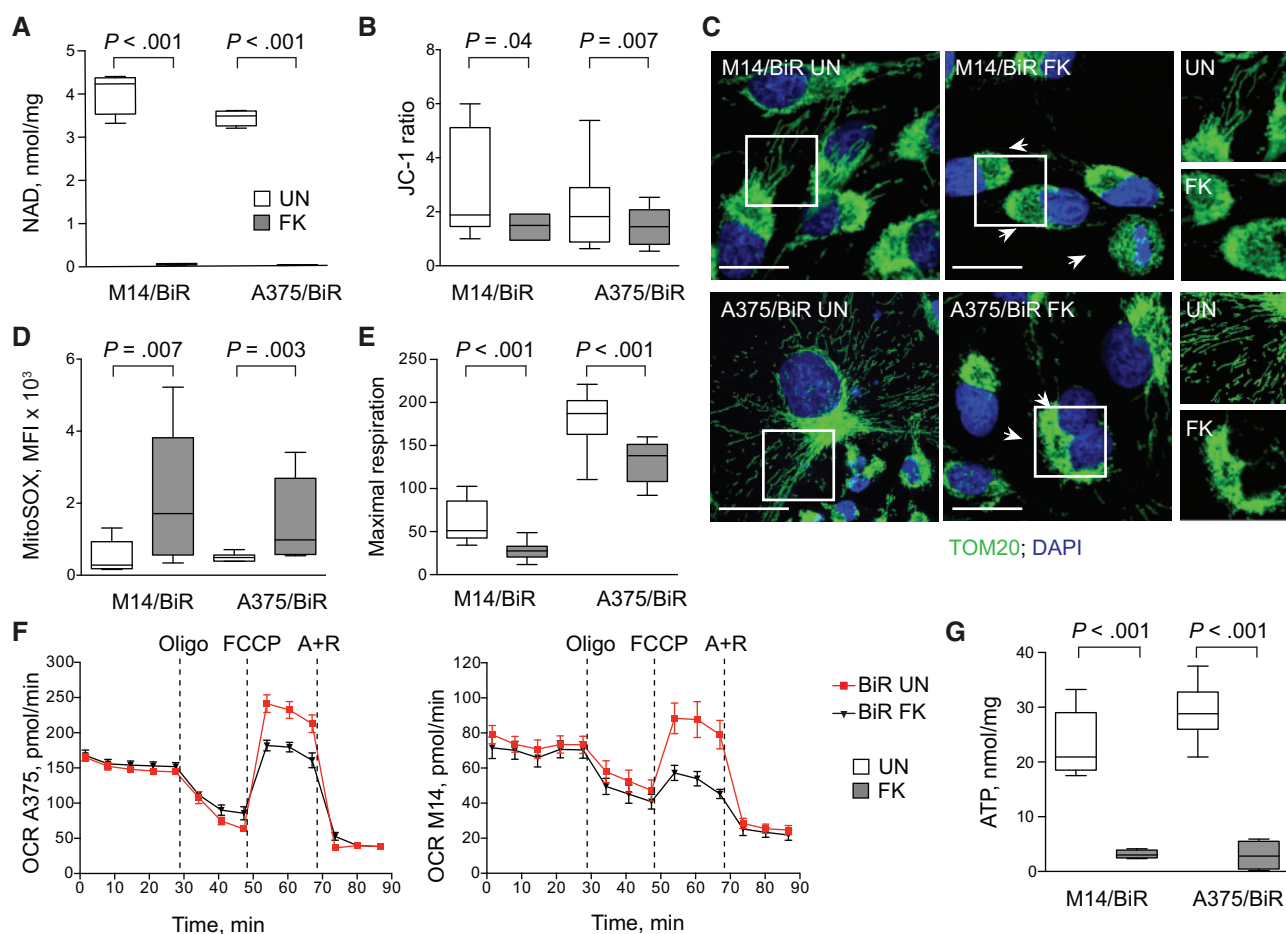 A
P < .001
P < .001
NAD, nmol/mg
5
4
3
2
1
0
UN
FK
M14/BiR
A375/BiR
B
P = .04
P = .007
JC-1 ratio
8
6
4
2
0
M14/BiR
A375/BiR
C
M14/BiR UN
M14/BiR FK
UN
FK
A375/BiR UN
A375/BiR FK
UN
FK
TOM20; DAPI
D
P = .007
P = .003
MitoSOX, MFI x 10³
6
4
2
0
M14/BiR
A375/BiR
E
P < .001
P < .001
Maximal respiration
250
200
150
100
50
0
M14/BiR
A375/BiR
F
Oligo FCCP A+R
OCR A375, pmol/min
300
250
200
150
100
50
0
0 10 20 30 40 50 60 70 80 90
Time, min
Oligo FCCP A+R
OCR M14, pmol/min
120
100
80
60
40
20
0
0 10 20 30 40 50 60 70 80 90
Time, min
BiR UN
BiR FK
UN
FK
G
P < .001
P < .001
ATP, nmol/mg
40
30
20
10
0
M14/BiR
A375/BiR